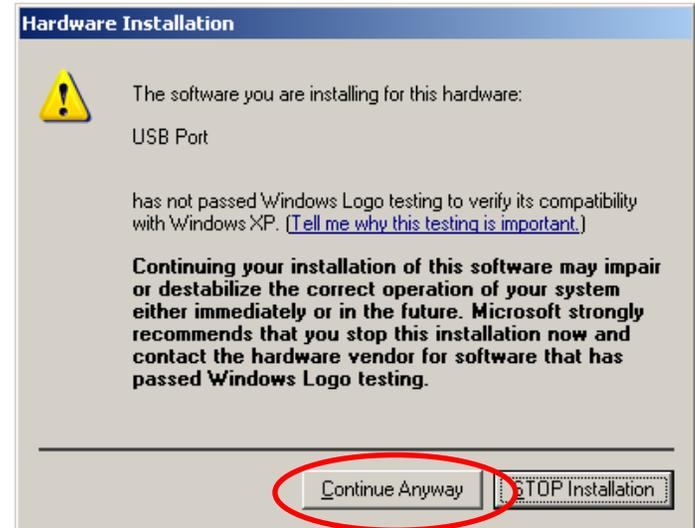 Hardware Installation
The software you are installing for this hardware:
USB Port
has not passed Windows Logo testing to verify its compatibility
with Windows XP. (Tell me why this testing is important.)
Continuing your installation of this software may impair
or destabilize the correct operation of your system
either immediately or in the future. Microsoft strongly
recommends that you stop this installation now and
contact the hardware vendor for software that has
passed Windows Logo testing.
Continue Anyway STOP Installation